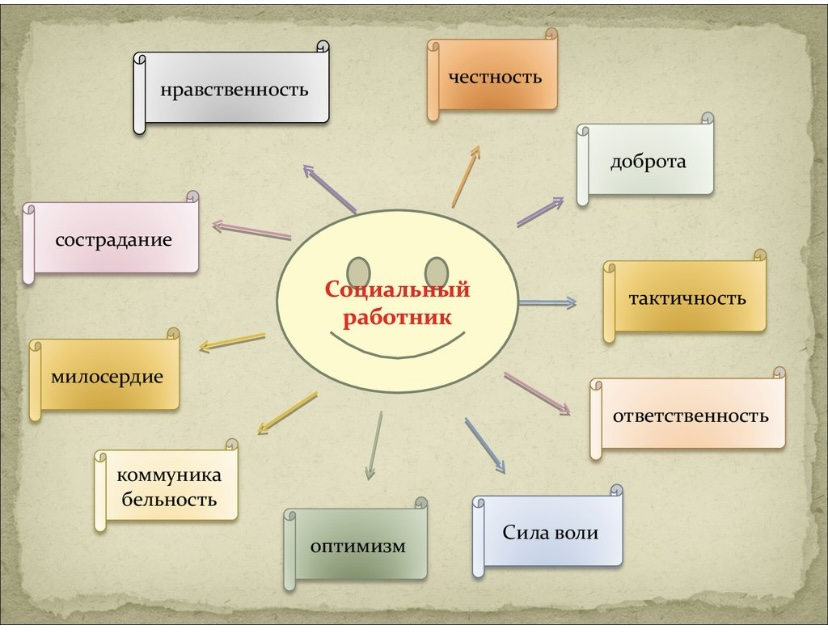 нравственность
честность
доброта
сострадание
Социальный
работник
тактичность
милосердие
ответственность
коммуника
бельность
оптимизм
Сила воли